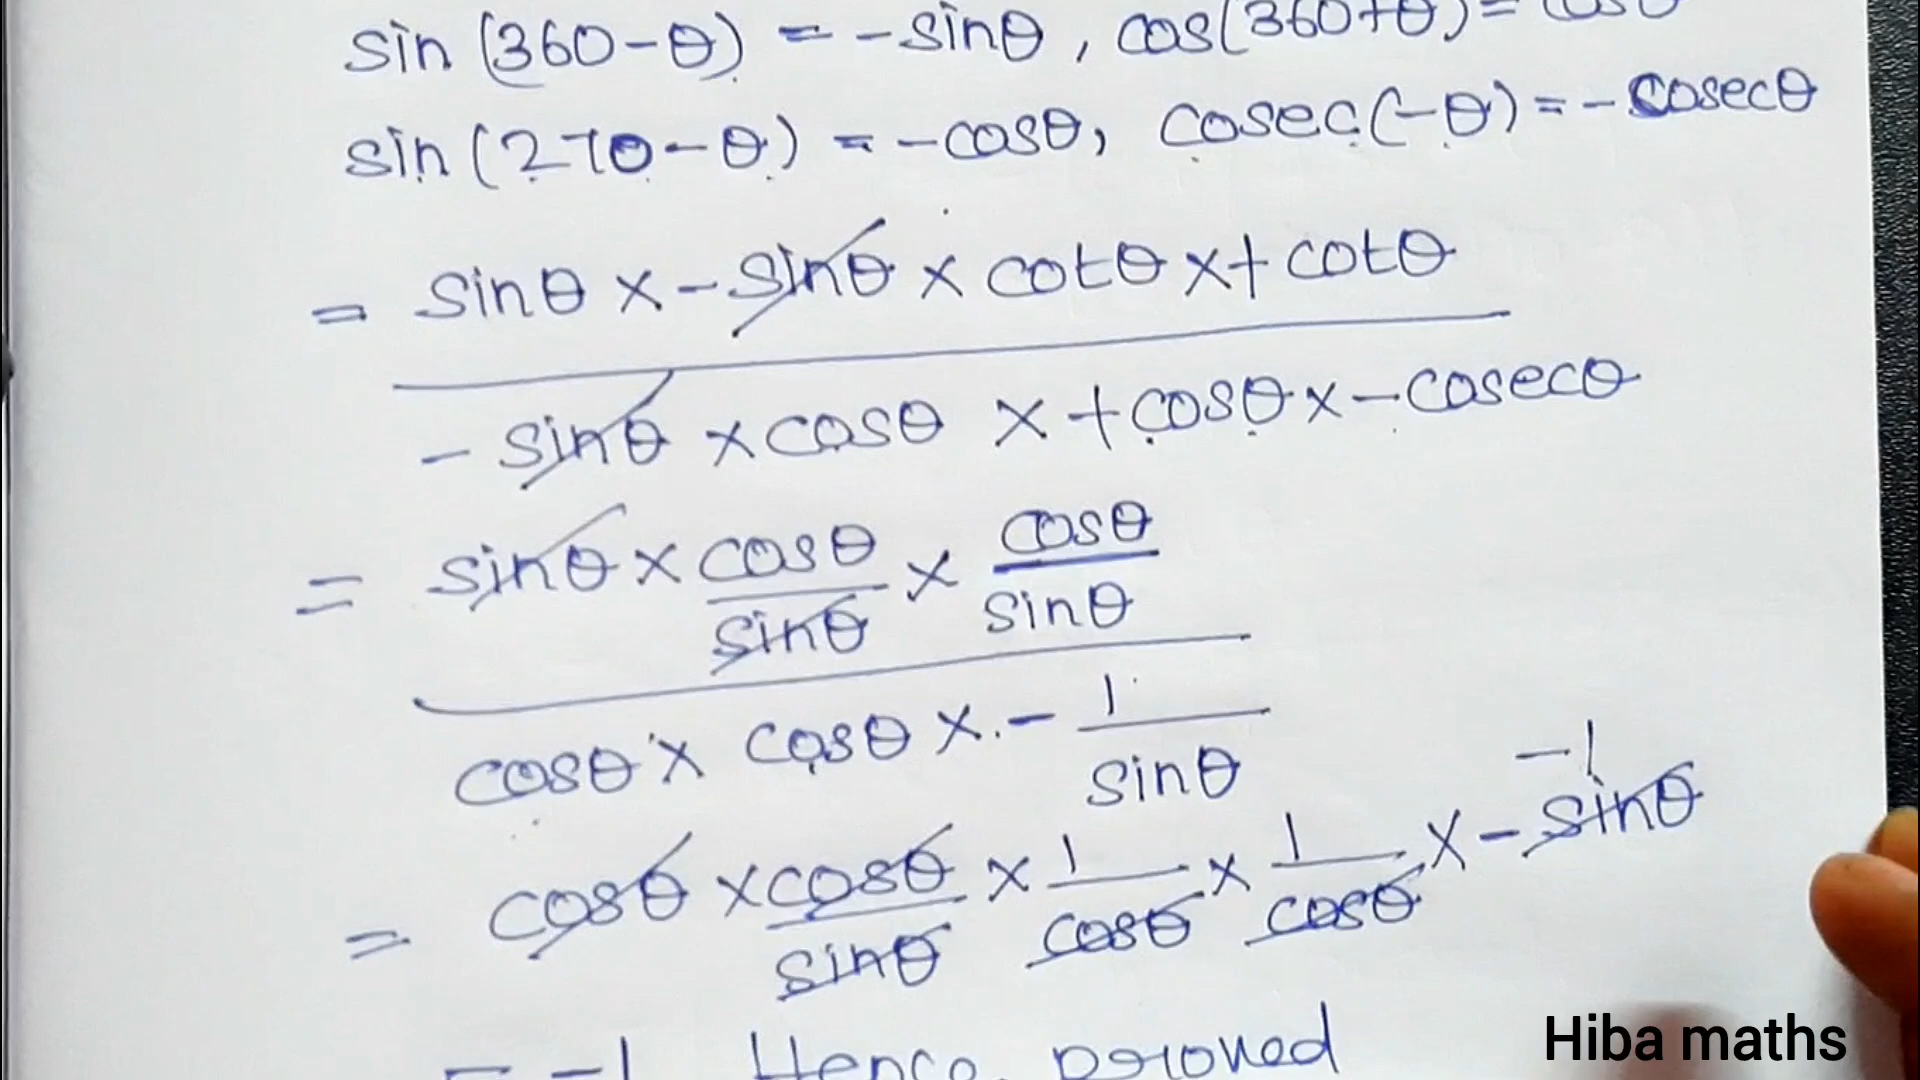 sin (360-θ) = -sinθ, cos(360+θ) = cosθ
sin (270-θ) = -cosθ, cosec(-θ) = - cosecθ
= sinθ x - sinθ x cotθ x + cotθ
- sinθ x cosθ x + cosθ x - cosecθ
= sinθ x cosθ/sinθ x cosθ/sinθ
cosθ x cosθ x - 1/sinθ
-1
= cosθ x cosθ/sinθ x 1/cosθ x 1/cosθ x - sinθ
= -1 Hence proved
Hiba maths